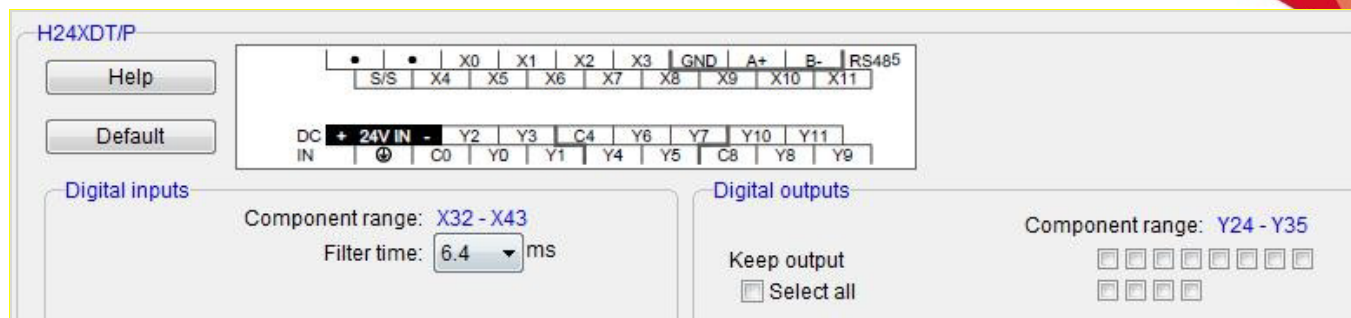 H24XDT/P
Help
Default
• • X0 X1 X2 X3 GND A+ B- RS485
S/S X4 X5 X6 X7 X8 X9 X10 X11
DC + 24V IN - Y2 Y3 C4 Y6 Y7 Y10 Y11
IN C0 Y0 Y1 Y4 Y5 C8 Y8 Y9
Digital inputs
Component range: X32 - X43
Filter time: 6.4 ms
Digital outputs
Component range: Y24 - Y35
Keep output
Select all